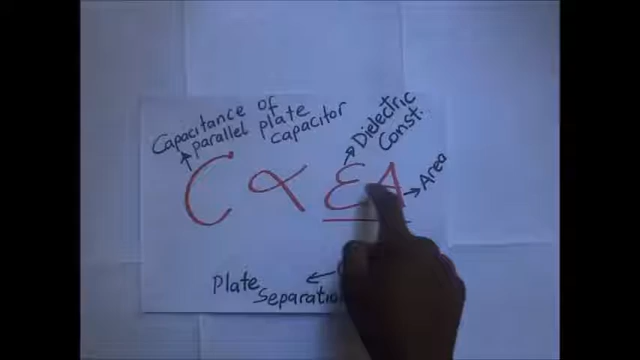 Capacitance of
parallel plate
capacitor
Dielectric
Const.
C ∝ εA
Area
Plate
Separation